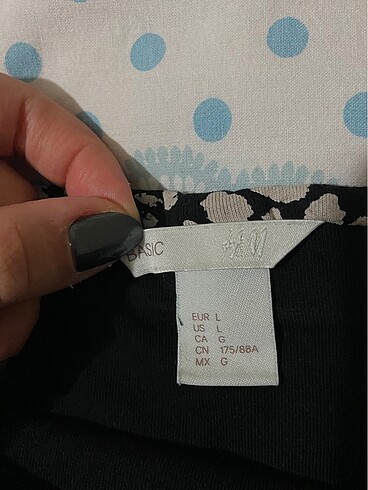 BASIC
H&M
EUR L
US L
CA G
CN 175/88A
MX G